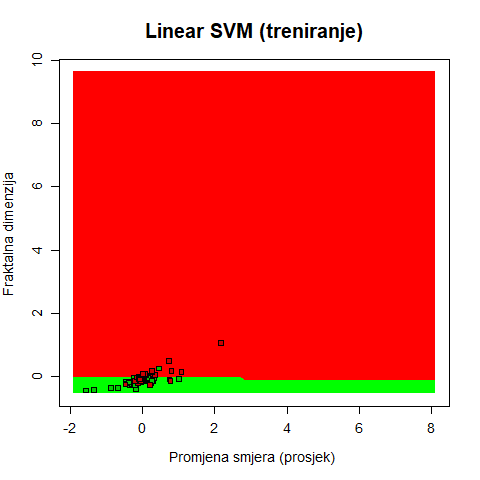 Linear SVM (treniranje)
Fraktalna dimenzija
10
8
6
4
2
0
-2 0 2 4 6 8
Promjena smjera (prosjek)